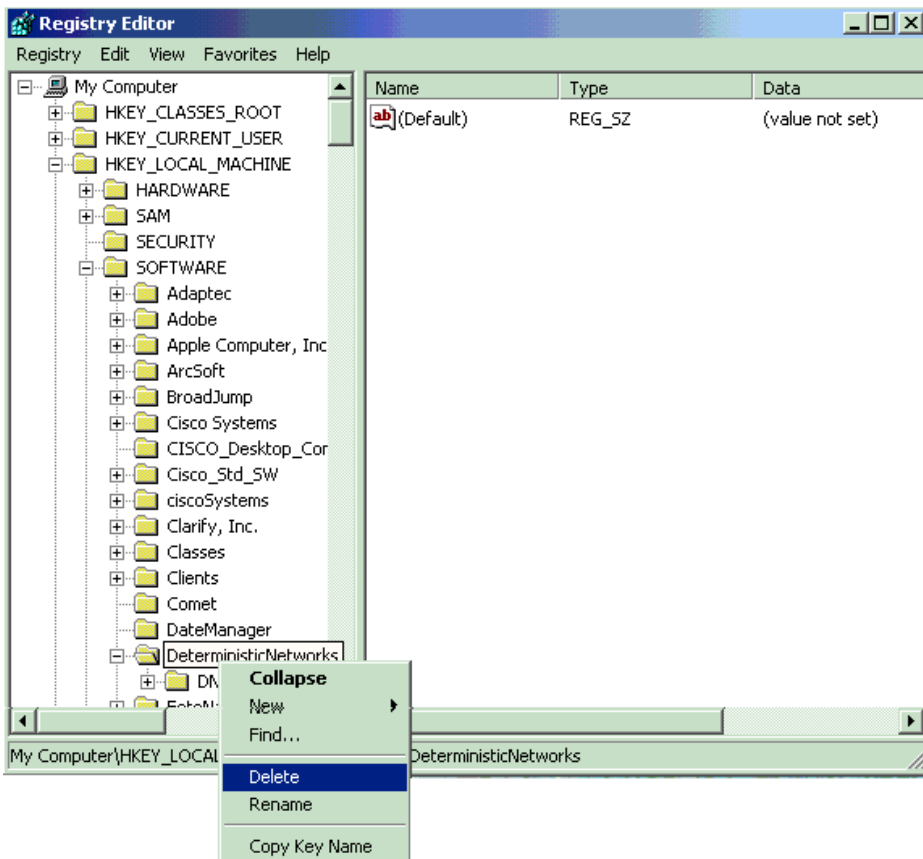 Registry Editor
Registry Edit View Favorites Help
My Computer
HKEY_CLASSES_ROOT
HKEY_CURRENT_USER
HKEY_LOCAL_MACHINE
HARDWARE
SAM
SECURITY
SOFTWARE
Adaptec
Adobe
Apple Computer, Inc
ArcSoft
BroadJump
Cisco Systems
CISCO_Desktop_Cor
Cisco_Std_SW
ciscoSystems
Clarify, Inc.
Classes
Clients
Comet
DateManager
DeterministicNetworks
DN
Name Type Data
ab (Default) REG_SZ (value not set)
Collapse
New
Find...
Delete
Rename
Copy Key Name
My Computer\HKEY_LOCAL DeterministicNetworks